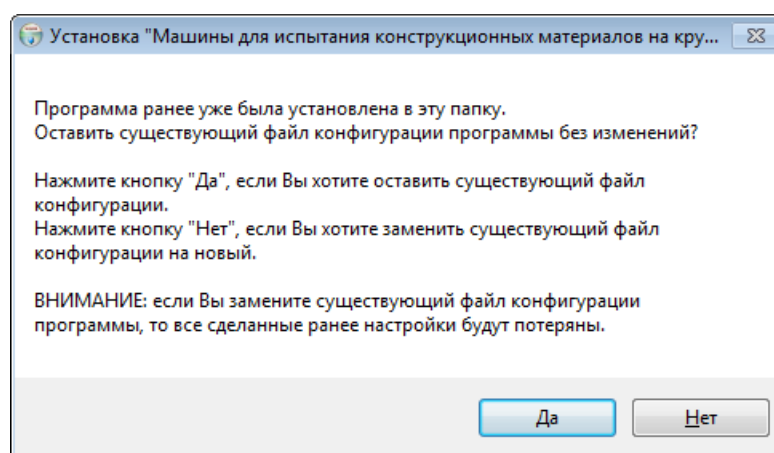 Установка "Машины для испытания конструкционных материалов на кру...
Программа ранее уже была установлена в эту папку.
Оставить существующий файл конфигурации программы без изменений?
Нажмите кнопку "Да", если Вы хотите оставить существующий файл
конфигурации.
Нажмите кнопку "Нет", если Вы хотите заменить существующий файл
конфигурации на новый.
ВНИМАНИЕ: если Вы замените существующий файл конфигурации
программы, то все сделанные ранее настройки будут потеряны.
Да
Нет